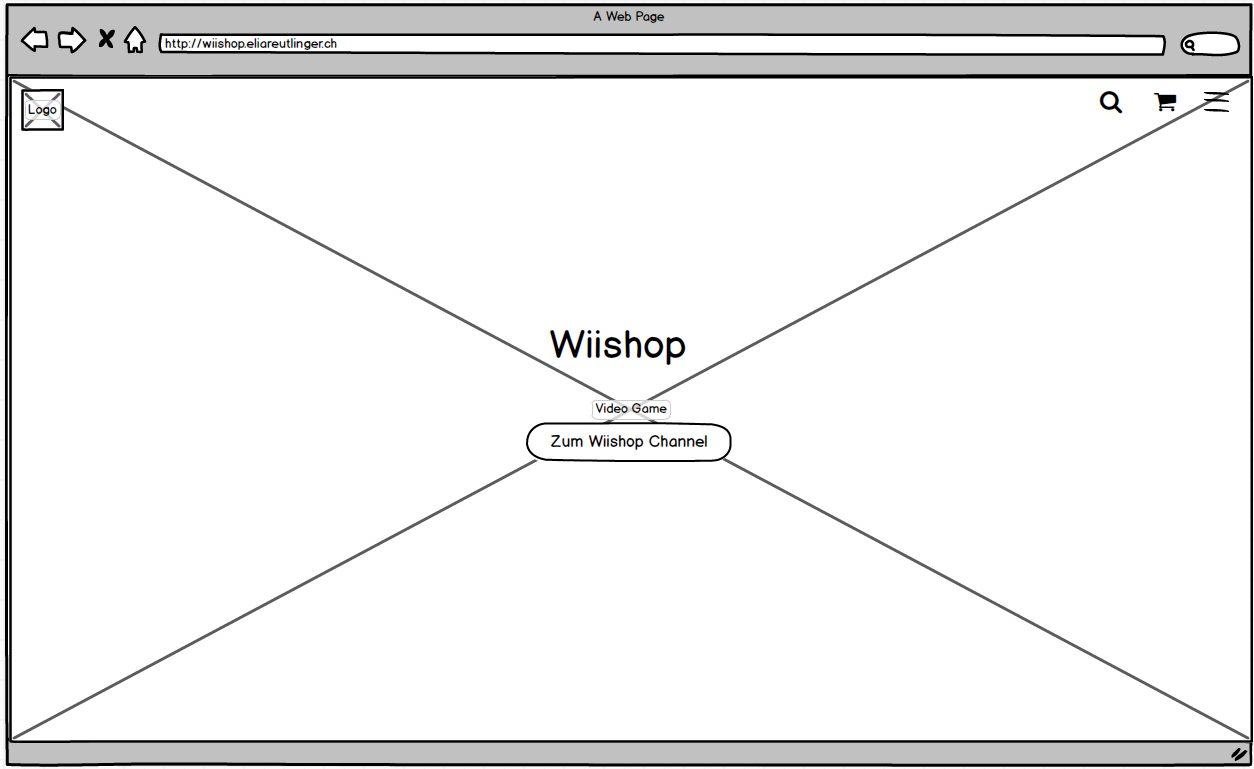 A Web Page
http://wiishop.eliareutlinger.ch
Logo
Wiishop
Video Game
Zum Wiishop Channel